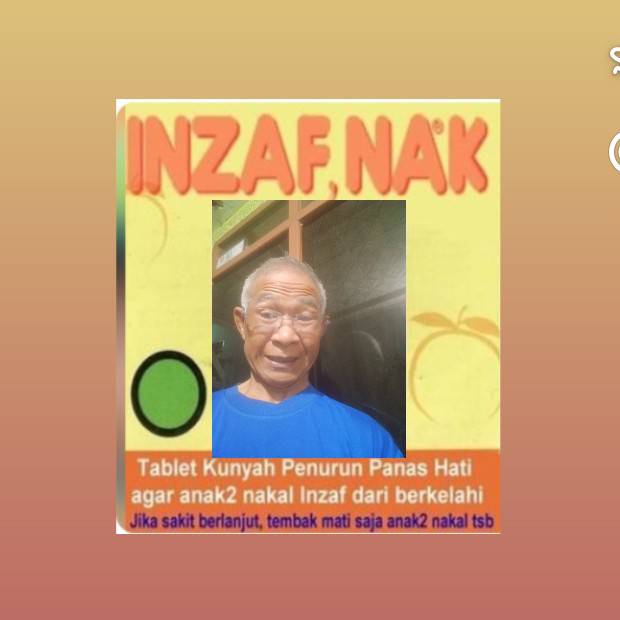 INZAF, NAK®
Tablet Kunyah Penurun Panas Hati
agar anak2 nakal Inzaf dari berkelahi
Jika sakit berlanjut, tembak mati saja anak2 nakal tsb